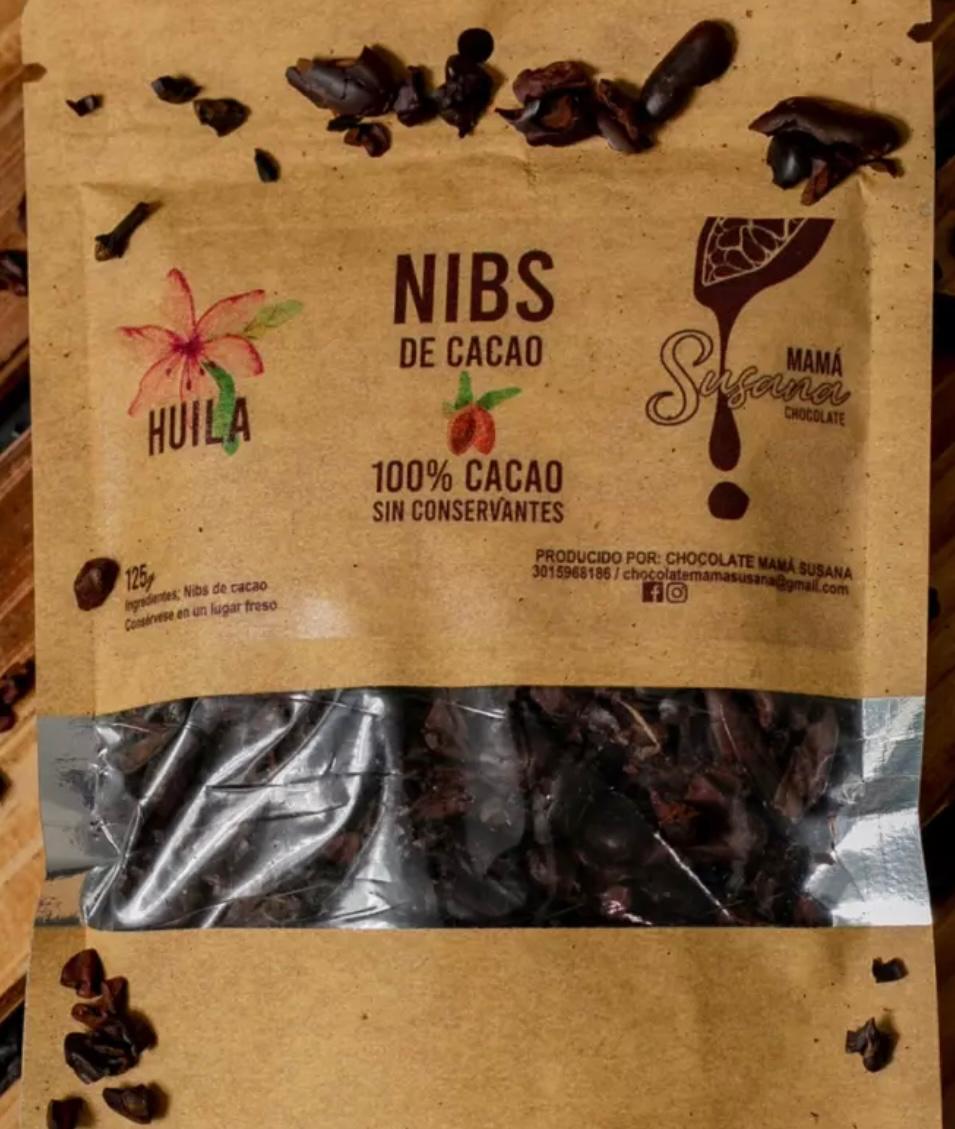 HUILA
NIBS
DE CACAO
100% CACAO
SIN CONSERVANTES
MAMÁ
Susana
CHOCOLATE
125g
Ingredientes; Nibs de cacao
Consérvese en un lugar freso
PRODUCIDO POR: CHOCOLATE MAMÁ SUSANA
3015968186 / chocolatemamasusana@gmail.com